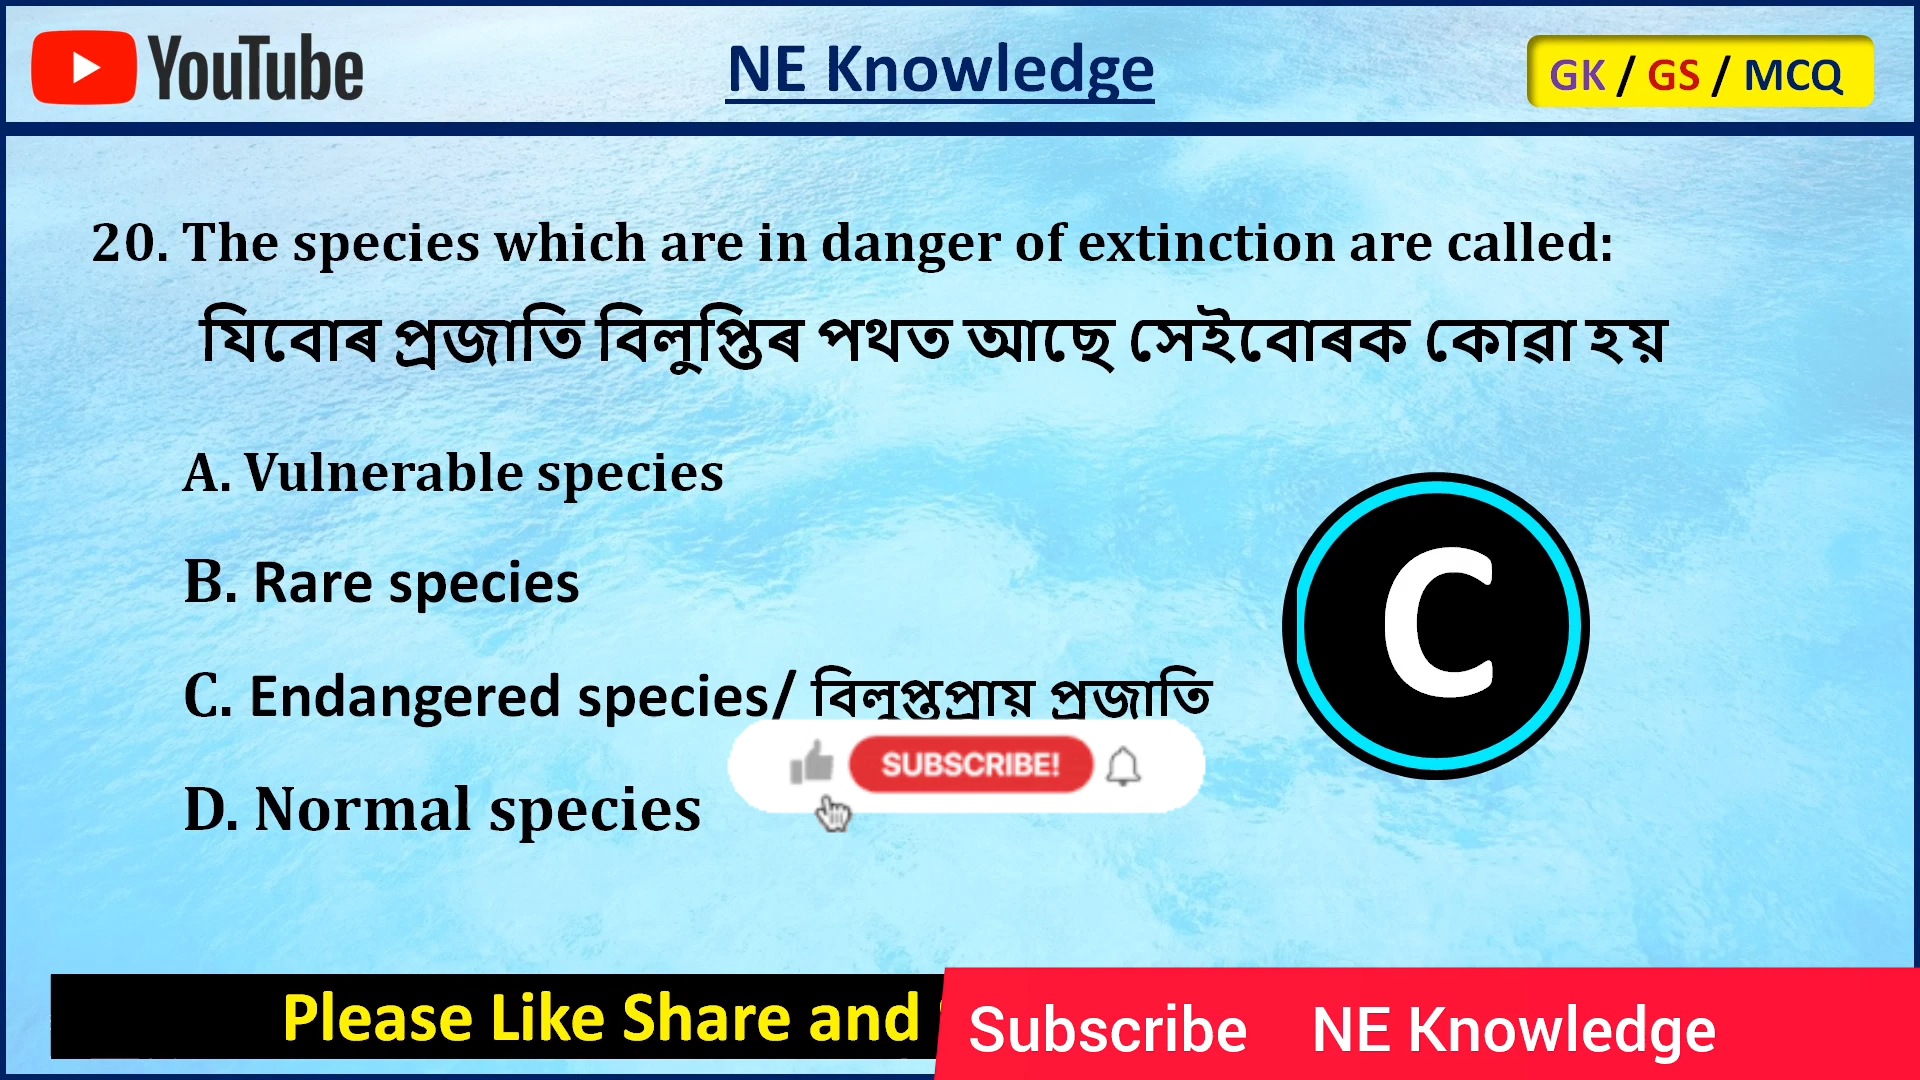 YouTube
NE Knowledge
GK / GS / MCQ
20. The species which are in danger of extinction are called:
যিবোৰ প্ৰজাতি বিলুপ্তিৰ পথত আছে সেইবোৰক কোৱা হয়
A. Vulnerable species
B. Rare species
C. Endangered species/ বিলুপ্তপ্ৰায় প্ৰজাতি
D. Normal species
C
SUBSCRIBE!
Please Like Share and
Subscribe NE Knowledge